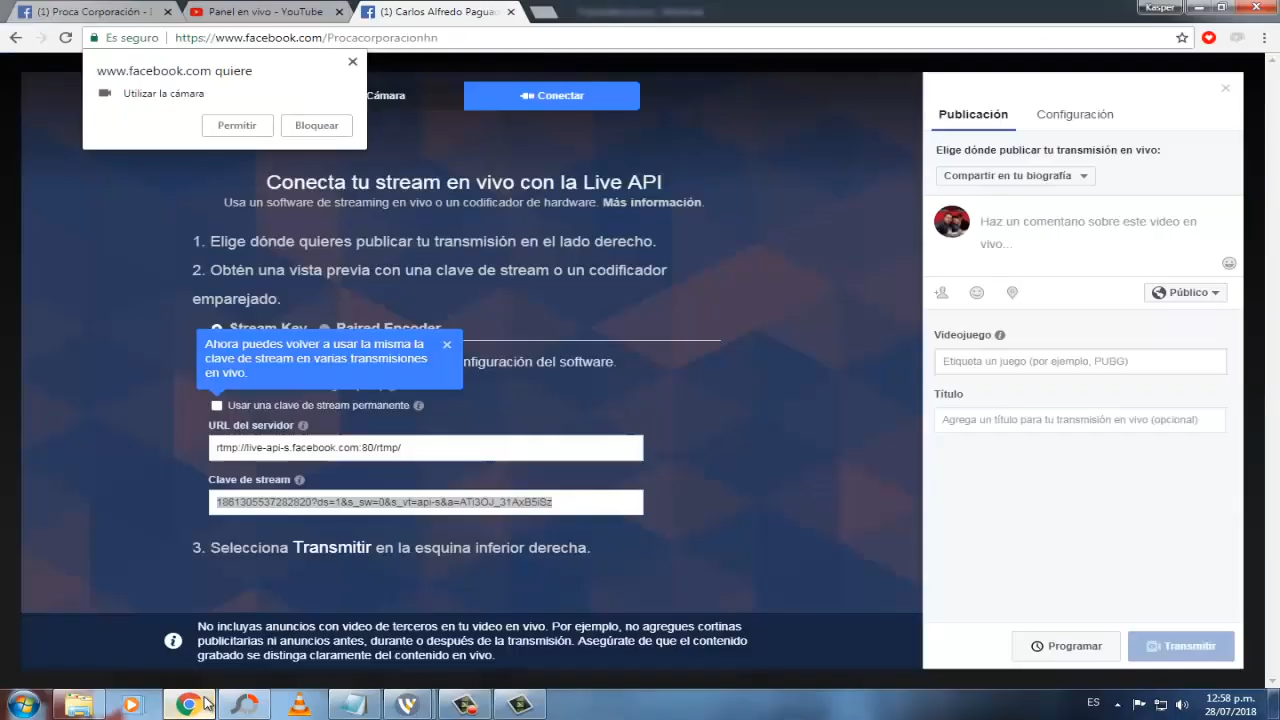 (1) Proca Corporación -
Panel en vivo - YouTube
(1) Carlos Alfredo Pagua
Kasper
Es seguro
https://www.facebook.com/Procacorporacionhn
www.facebook.com quiere
Utilizar la cámara
Permitir
Bloquear
Cámara
Conectar
Conecta tu stream en vivo con la Live API
Usa un software de streaming en vivo o un codificador de hardware. Más información.
1. Elige dónde quieres publicar tu transmisión en el lado derecho.
2. Obtén una vista previa con una clave de stream o un codificador
emparejado.
Stream Key
Paired Encoder
Ahora puedes volver a usar la misma la
clave de stream en varias transmisiones
en vivo.
nfiguración del software.
Usar una clave de stream permanente
URL del servidor
rtmp://live-api-s.facebook.com:80/rtmp/
Clave de stream
1861305537282820?ds=1&s_sw=0&s_vt=api-s&a=ATi3OJ_31AxB5iSz
3. Selecciona Transmitir en la esquina inferior derecha.
No incluyas anuncios con video de terceros en tu video en vivo. Por ejemplo, no agregues cortinas
publicitarias ni anuncios antes, durante o después de la transmisión. Asegúrate de que el contenido
grabado se distinga claramente del contenido en vivo.
Publicación
Configuración
Elige dónde publicar tu transmisión en vivo:
Compartir en tu biografía
Haz un comentario sobre este video en
vivo...
Público
Videojuego
Etiqueta un juego (por ejemplo, PUBG)
Título
Agrega un título para tu transmisión en vivo (opcional)
Programar
Transmitir
ES
12:58 p.m.
28/07/2018